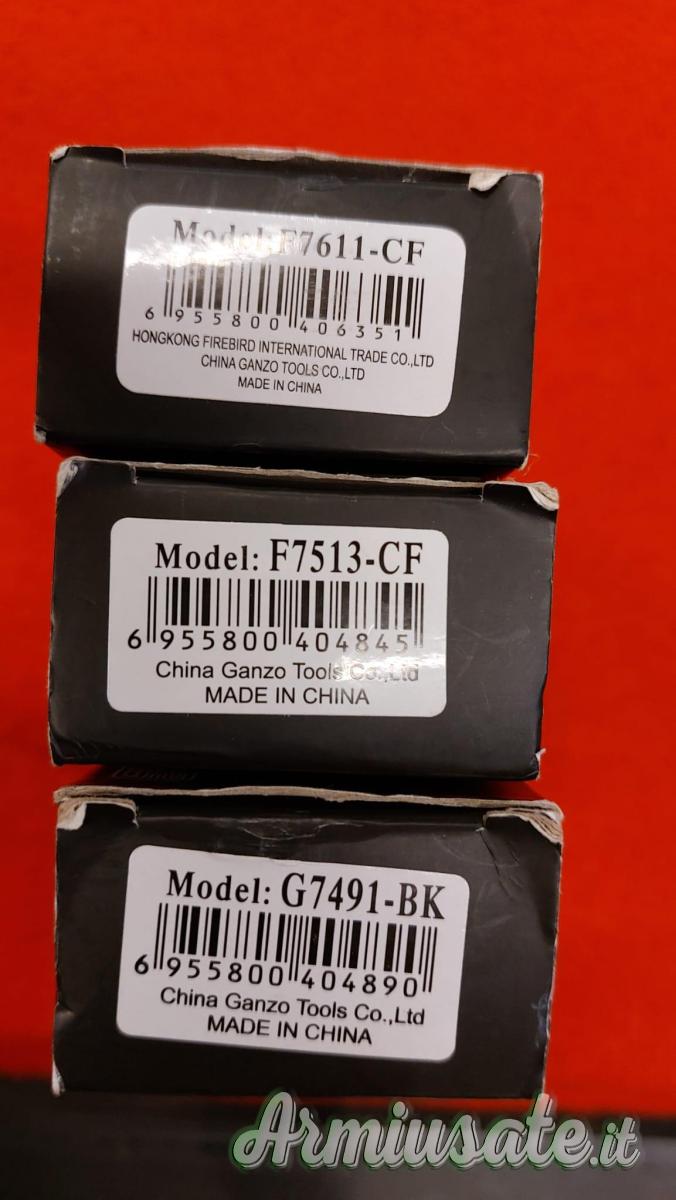 Model: F7611-CF
6 955800 406351
HONGKONG FIREBIRD INTERNATIONAL TRADE CO.,LTD
CHINA GANZO TOOLS CO.,LTD
MADE IN CHINA
Model: F7513-CF
6 955800 404845
China Ganzo Tools Co.,Ltd
MADE IN CHINA
Model: G7491-BK
6 955800 404890
China Ganzo Tools Co.,Ltd
MADE IN CHINA
Armiusate.it